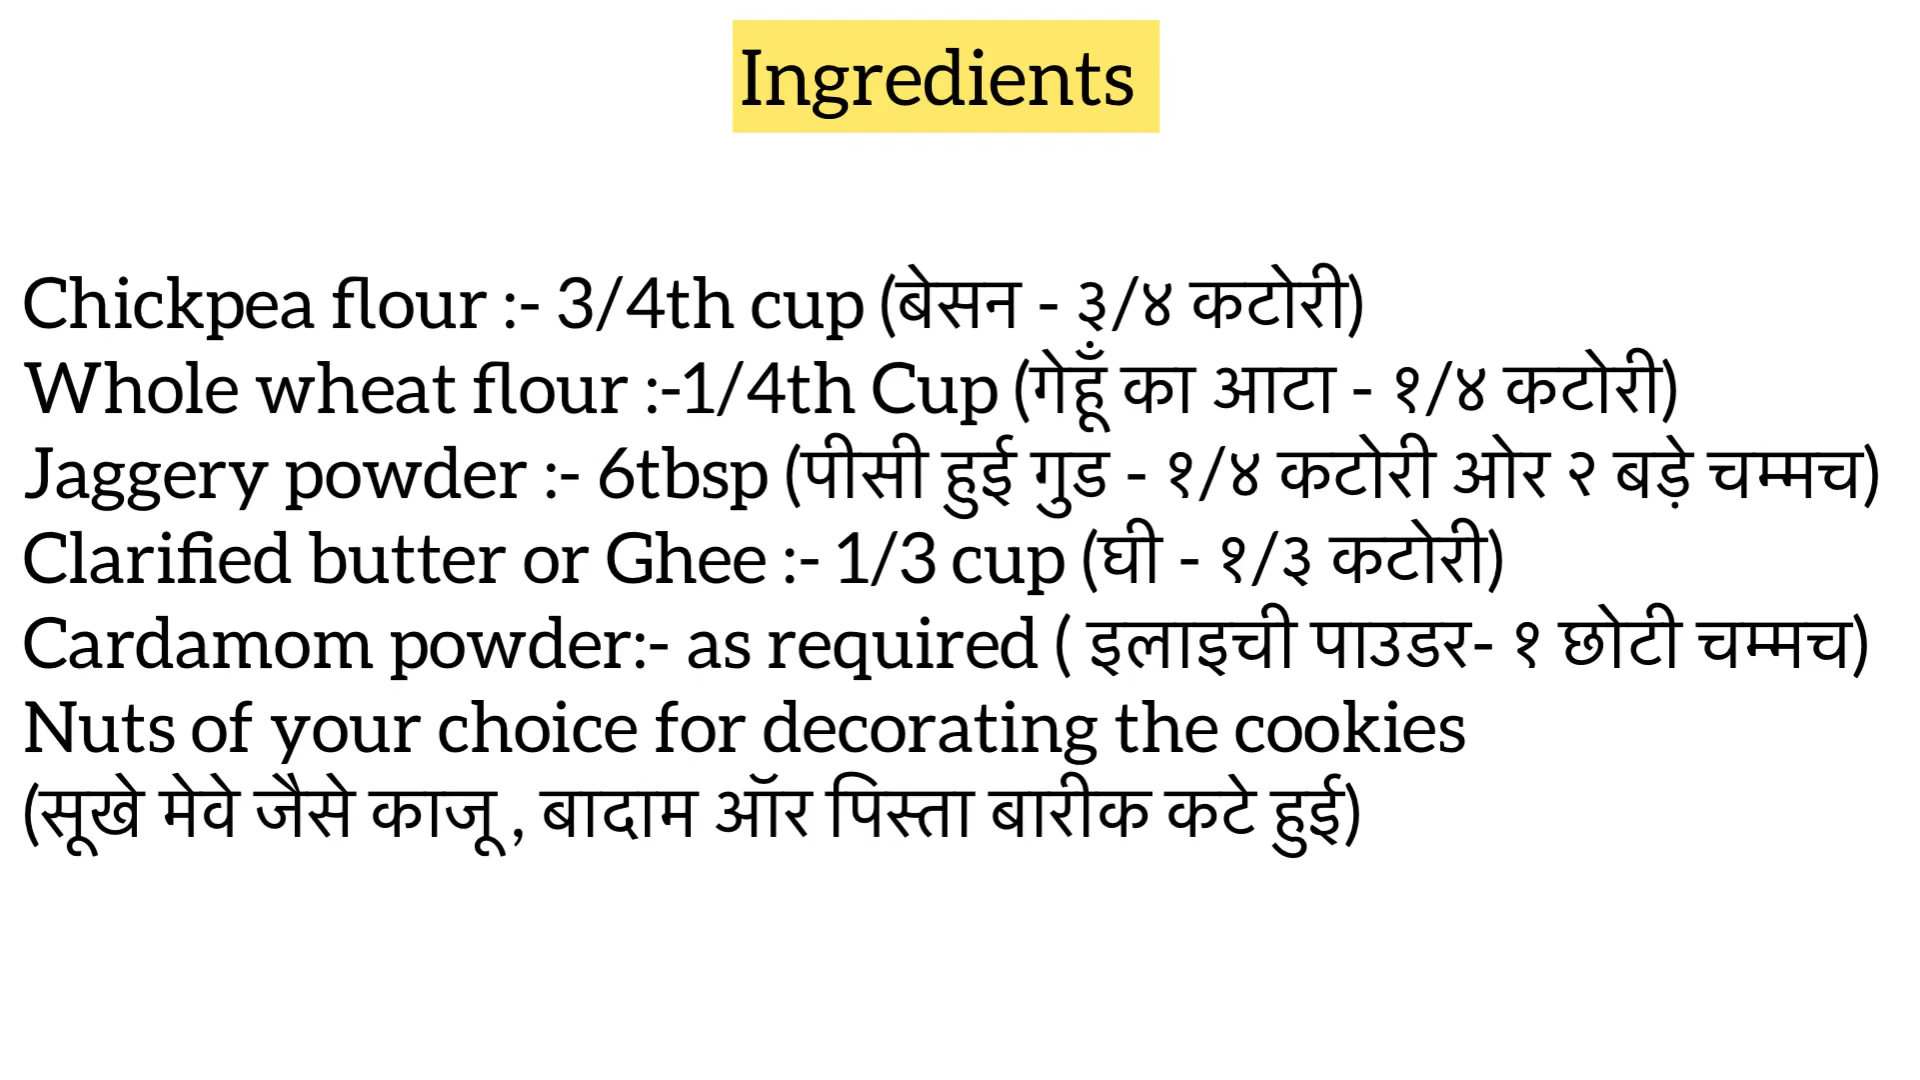 Ingredients
Chickpea flour :- 3/4th cup (बेसन - ३/४ कटोरी)
Whole wheat flour :-1/4th Cup (गेहूँ का आटा - १/४ कटोरी)
Jaggery powder :- 6tbsp (पीसी हुई गुड - १/४ कटोरी ओर २ बड़े चम्मच)
Clarified butter or Ghee :- 1/3 cup (घी - १/३ कटोरी)
Cardamom powder:- as required ( इलाइची पाउडर- १ छोटी चम्मच)
Nuts of your choice for decorating the cookies
(सूखे मेवे जैसे काजू , बादाम ऑर पिस्ता बारीक कटे हुई)